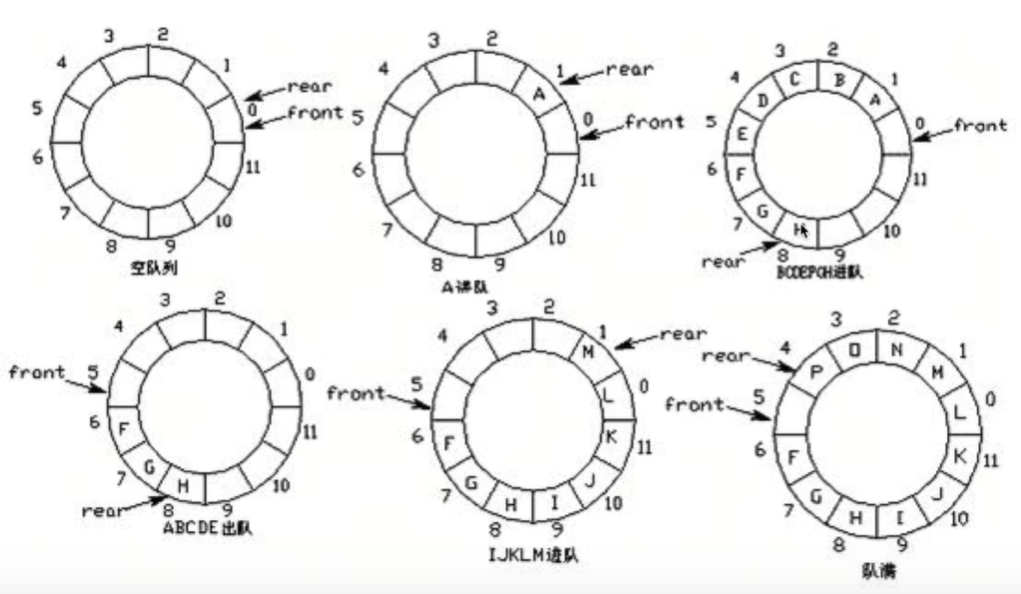 3 2
4 1
rear
5 0
front
6 11
7 10
8 9
空队列
3 2
4 1
rear
A
5 0
front
6 11
7 10
8 9
A进队
3 2
4 C B 1
D A
5 0
front
E
6 F 11
7 G H 10
rear
8 9
BCDEFGH进队
3 2
4 1
front
5 0
6 F 11
7 G H 10
rear
8 9
ABCDE出队
3 2
4 1
rear
M
5 0
front
L
6 F K 11
7 G H I J 10
8 9
IJKLM进队
3 2
4 O N 1
rear
P M
5 0
front
L
6 F K 11
7 G H I J 10
8 9
队满